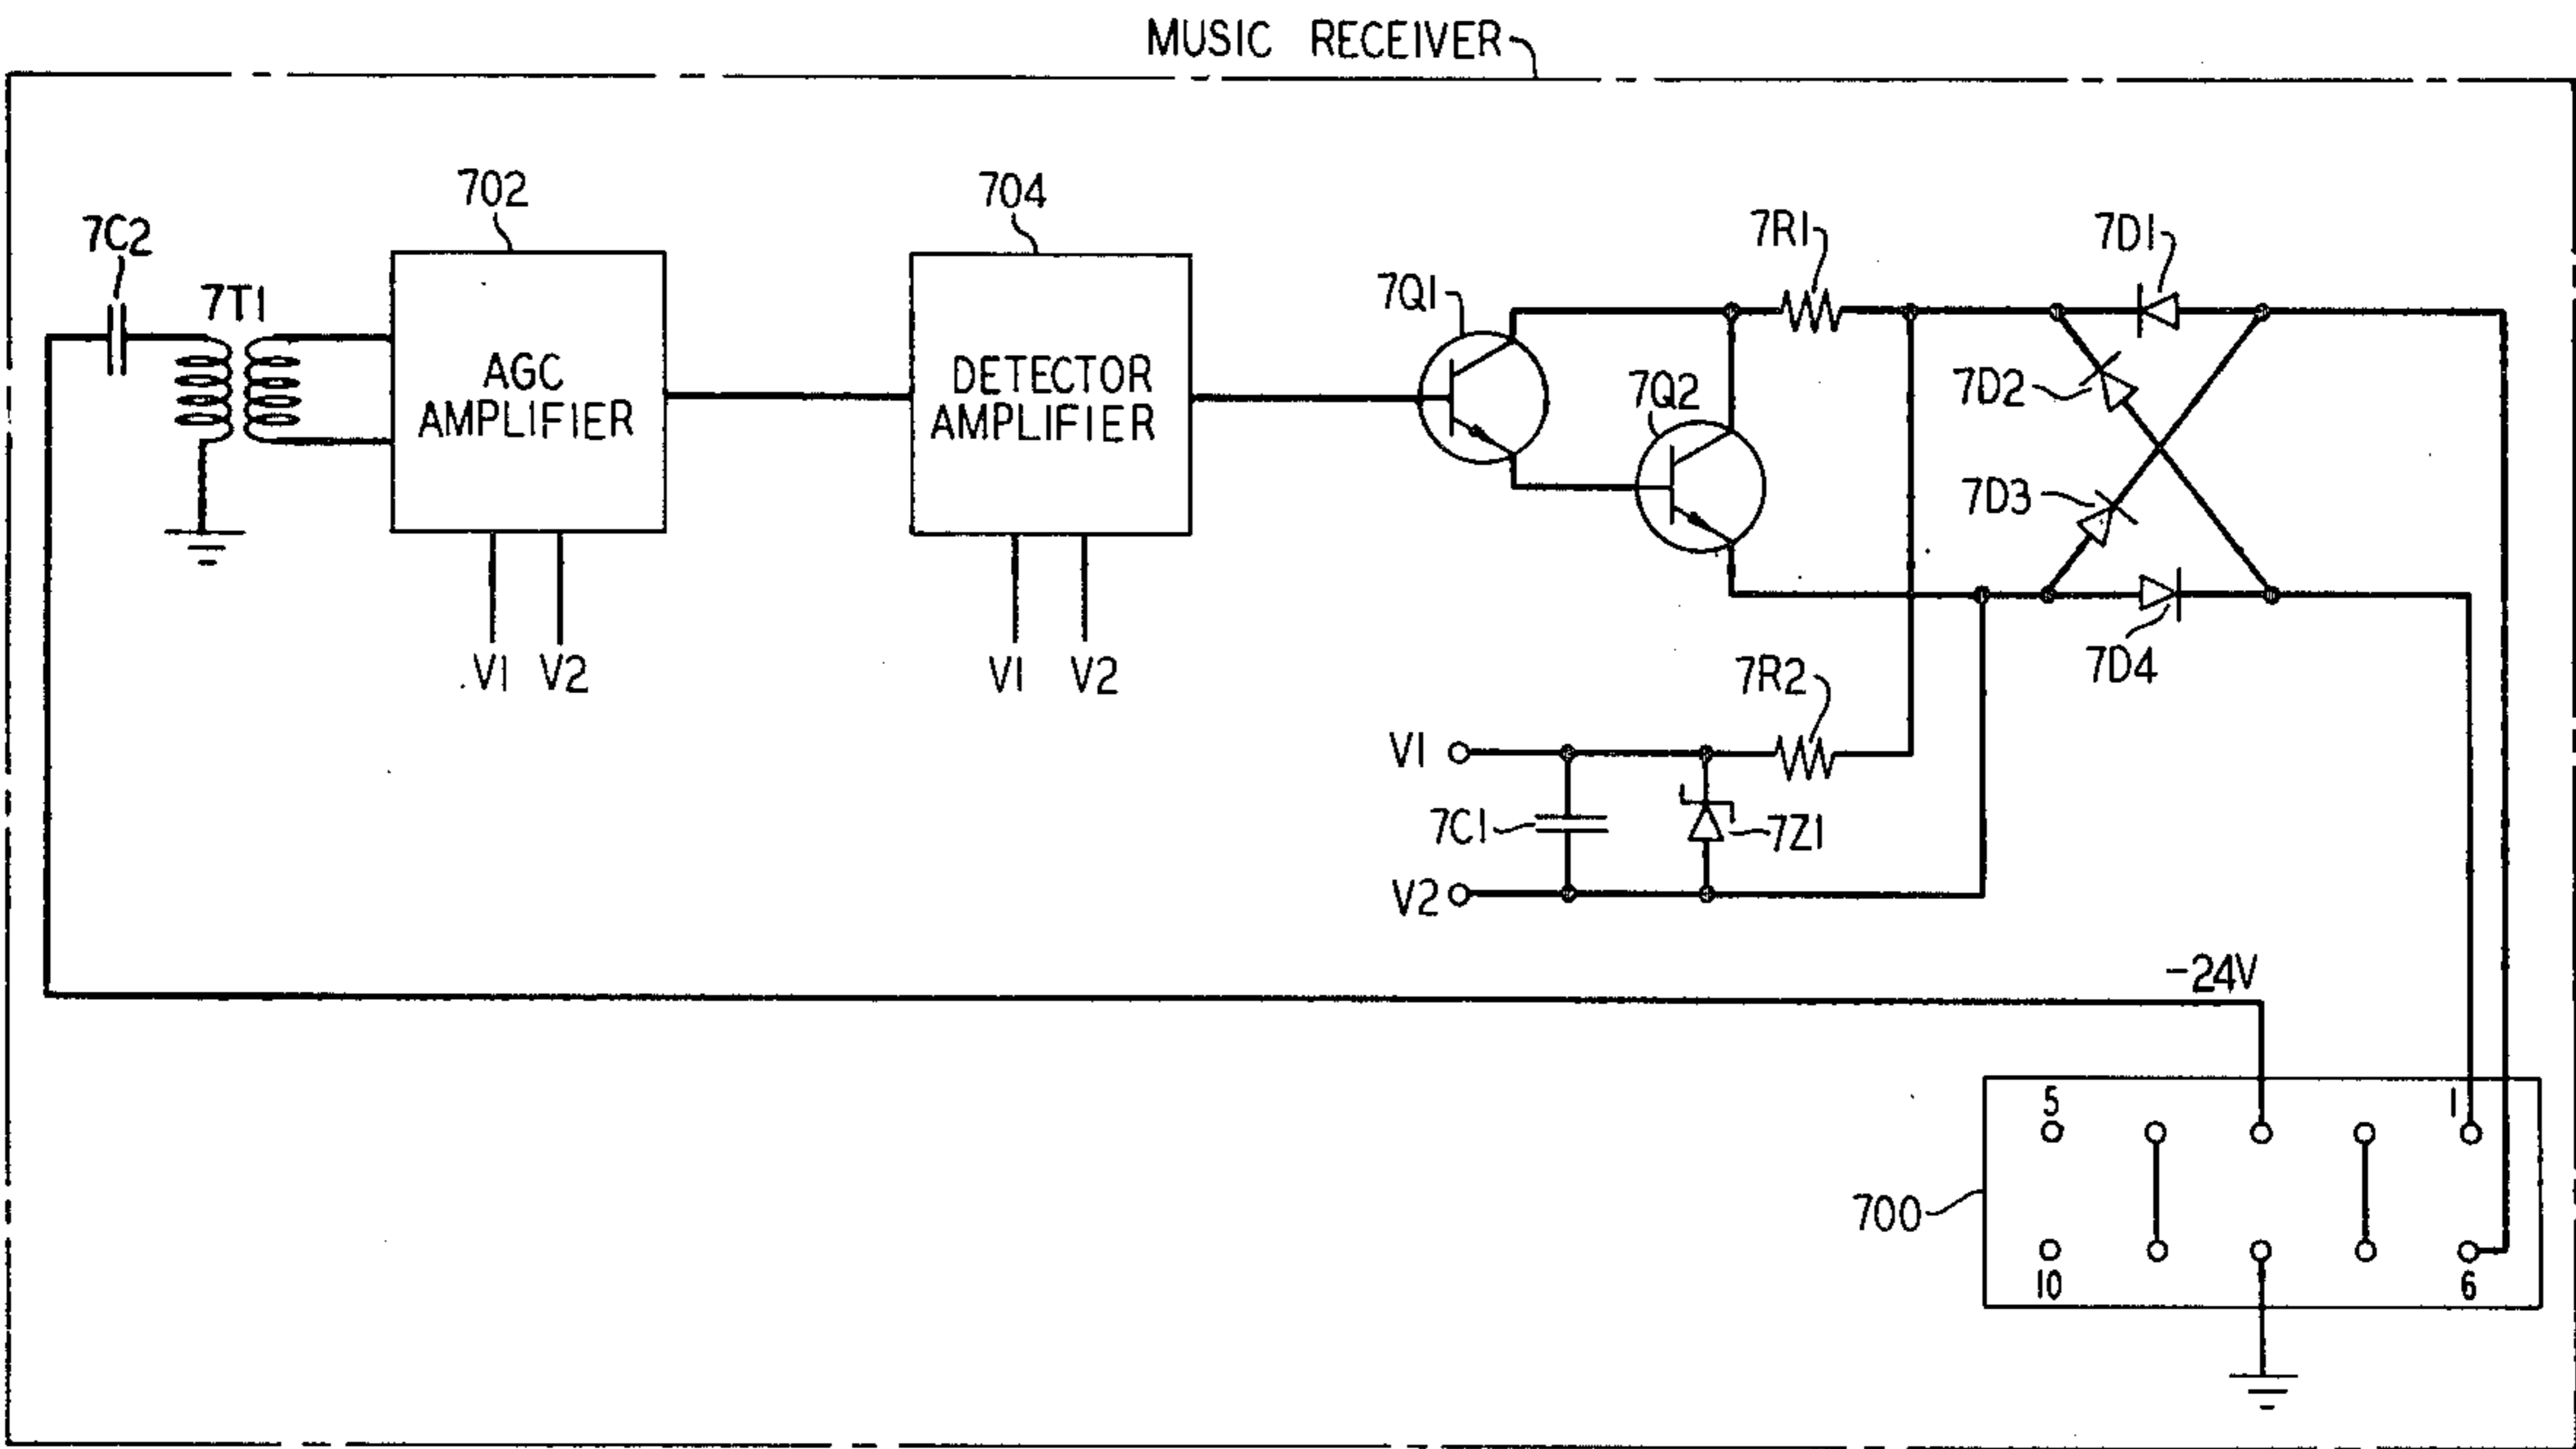 MUSIC RECEIVER
702
704
7C2
7T1
7R1
7D1
7Q1
AGC
AMPLIFIER
DETECTOR
AMPLIFIER
7Q2
7D2
7D3
V1 V2
V1 V2
7R2
7D4
V1
7C1
7Z1
V2
-24V
5
1
700
10
6